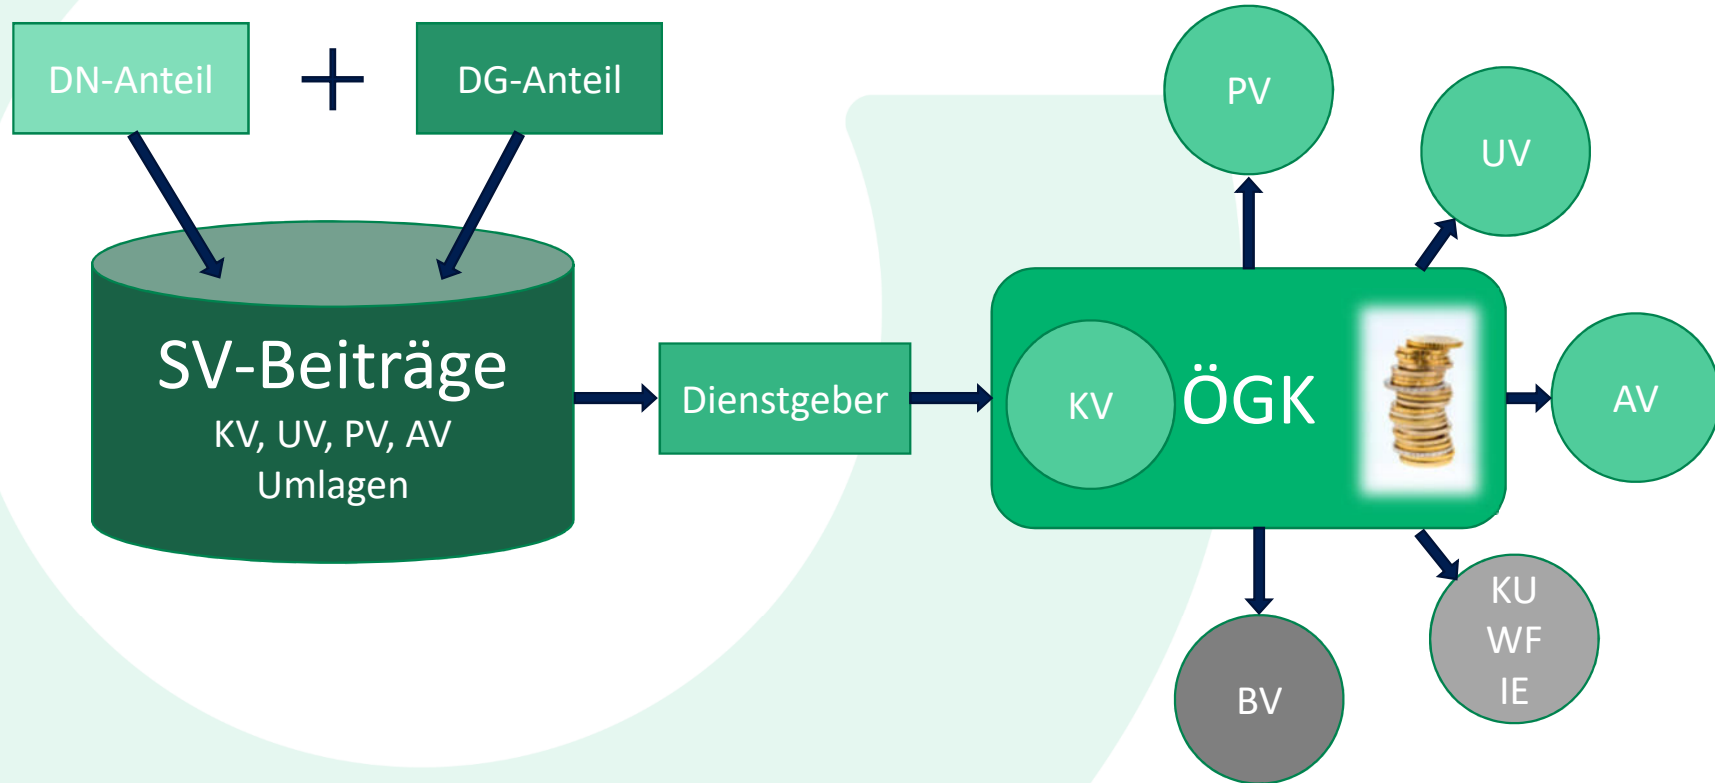 DN-Anteil
+
DG-Anteil
SV-Beiträge
KV, UV, PV, AV
Umlagen
Dienstgeber
KV
ÖGK
PV
UV
AV
KU
WF
IE
BV